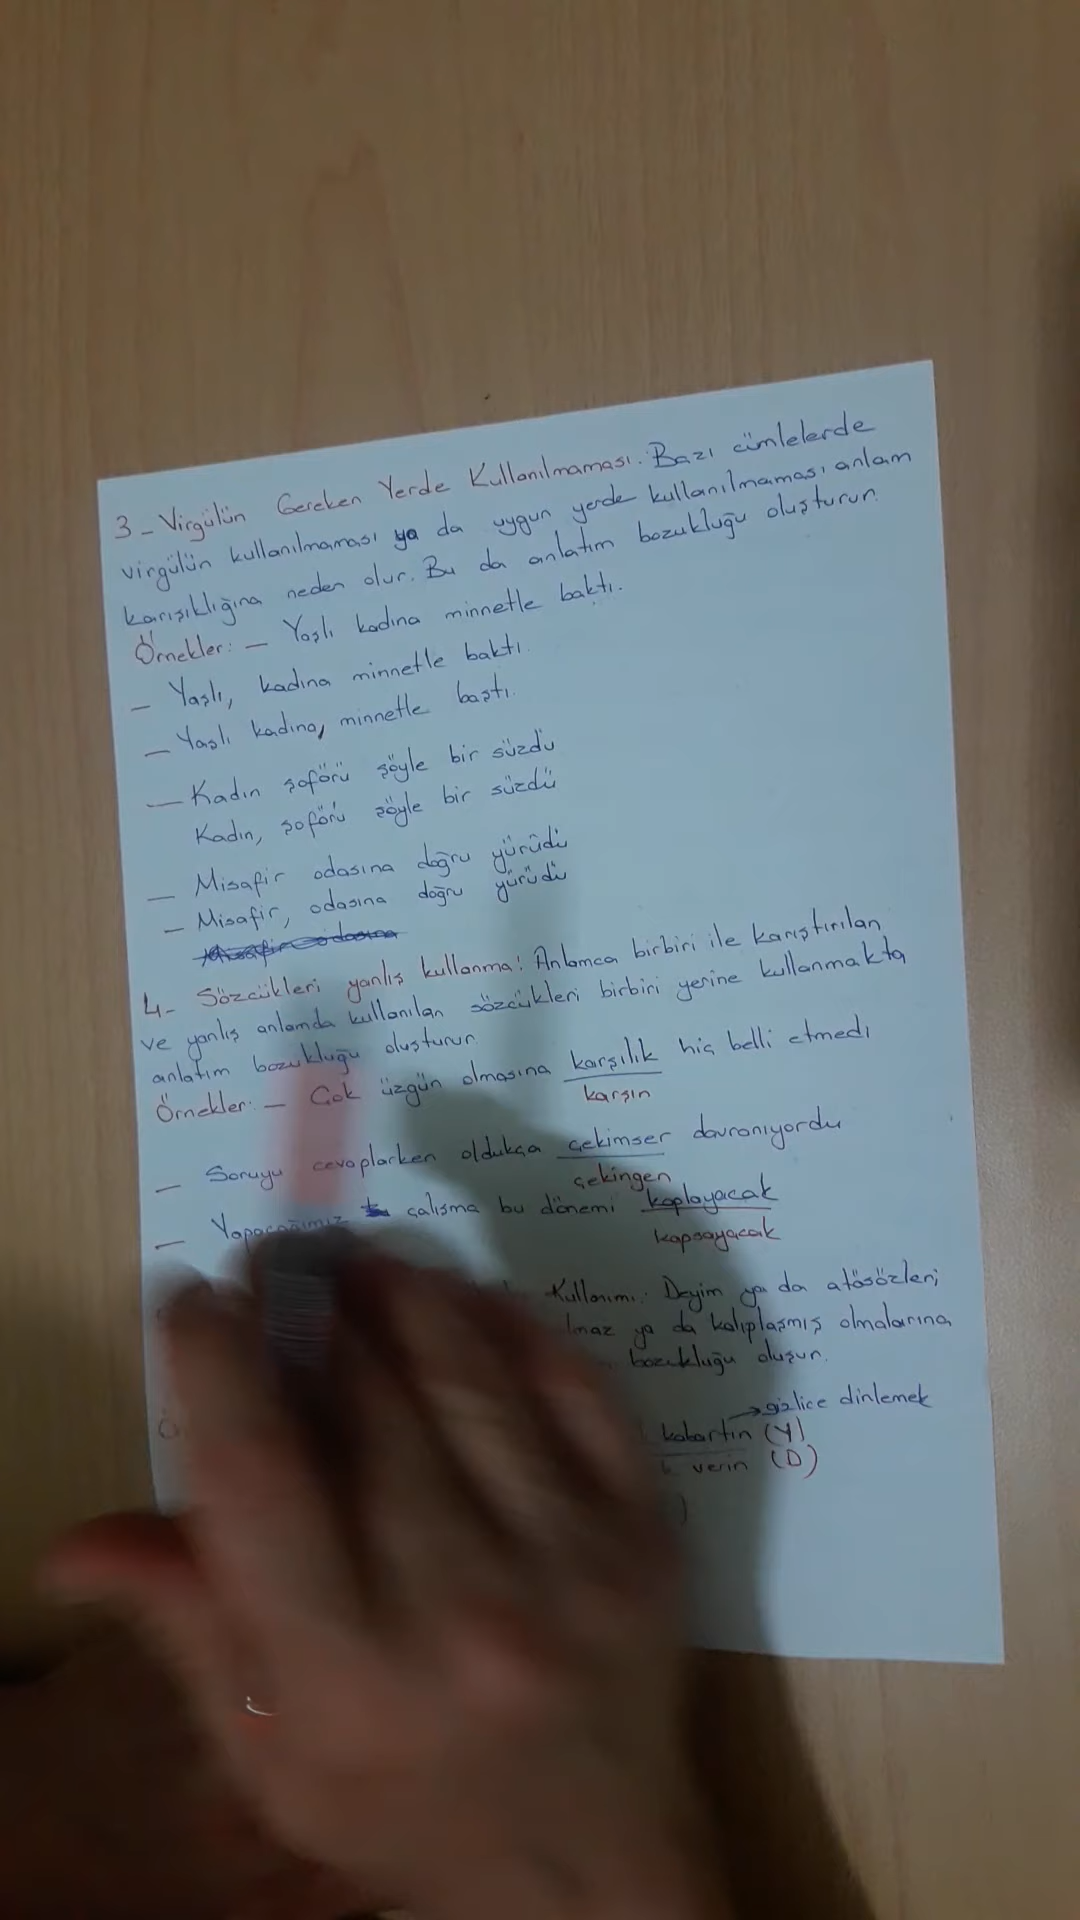 3 - Virgülün Gereken Yerde Kullanılmaması. Bazı cümlelerde
virgülün kullanılmaması ya da uygun yerde kullanılmaması anlam
karışıklığına neden olur. Bu da anlatım bozukluğu oluşturur.
Örnekler: - Yaşlı kadına minnetle baktı.
- Yaşlı, kadına minnetle baktı.
- Yaşlı kadına, minnetle baştı.
- Kadın şoförü şöyle bir süzdü
Kadın, şoförü şöyle bir süzdü
- Misafir odasına doğru yürüdü
- Misafir, odasına doğru yürüdü
4- Sözcükleri yanlış kullanma: Anlamca birbiri ile karıştırılan
ve yanlış anlamda kullanılan sözcükleri birbiri yerine kullanmakta
anlatım bozukluğu oluşturur.
Örnekler: - Çok üzgün olmasına karşılık hiç belli etmedi
karşın
- Soruyu cevaplarken oldukça çekimser davranıyordu
çekingen
- Yapacağımız çalışma bu dönemi kaplayacak
kapsayacak
Kullanımı: Deyim ya da atasözleri,
ya da kalıplaşmış olmalarına
bozukluğu oluşur.
→gizlice dinlemek
kabartın (Y)
verin (D)